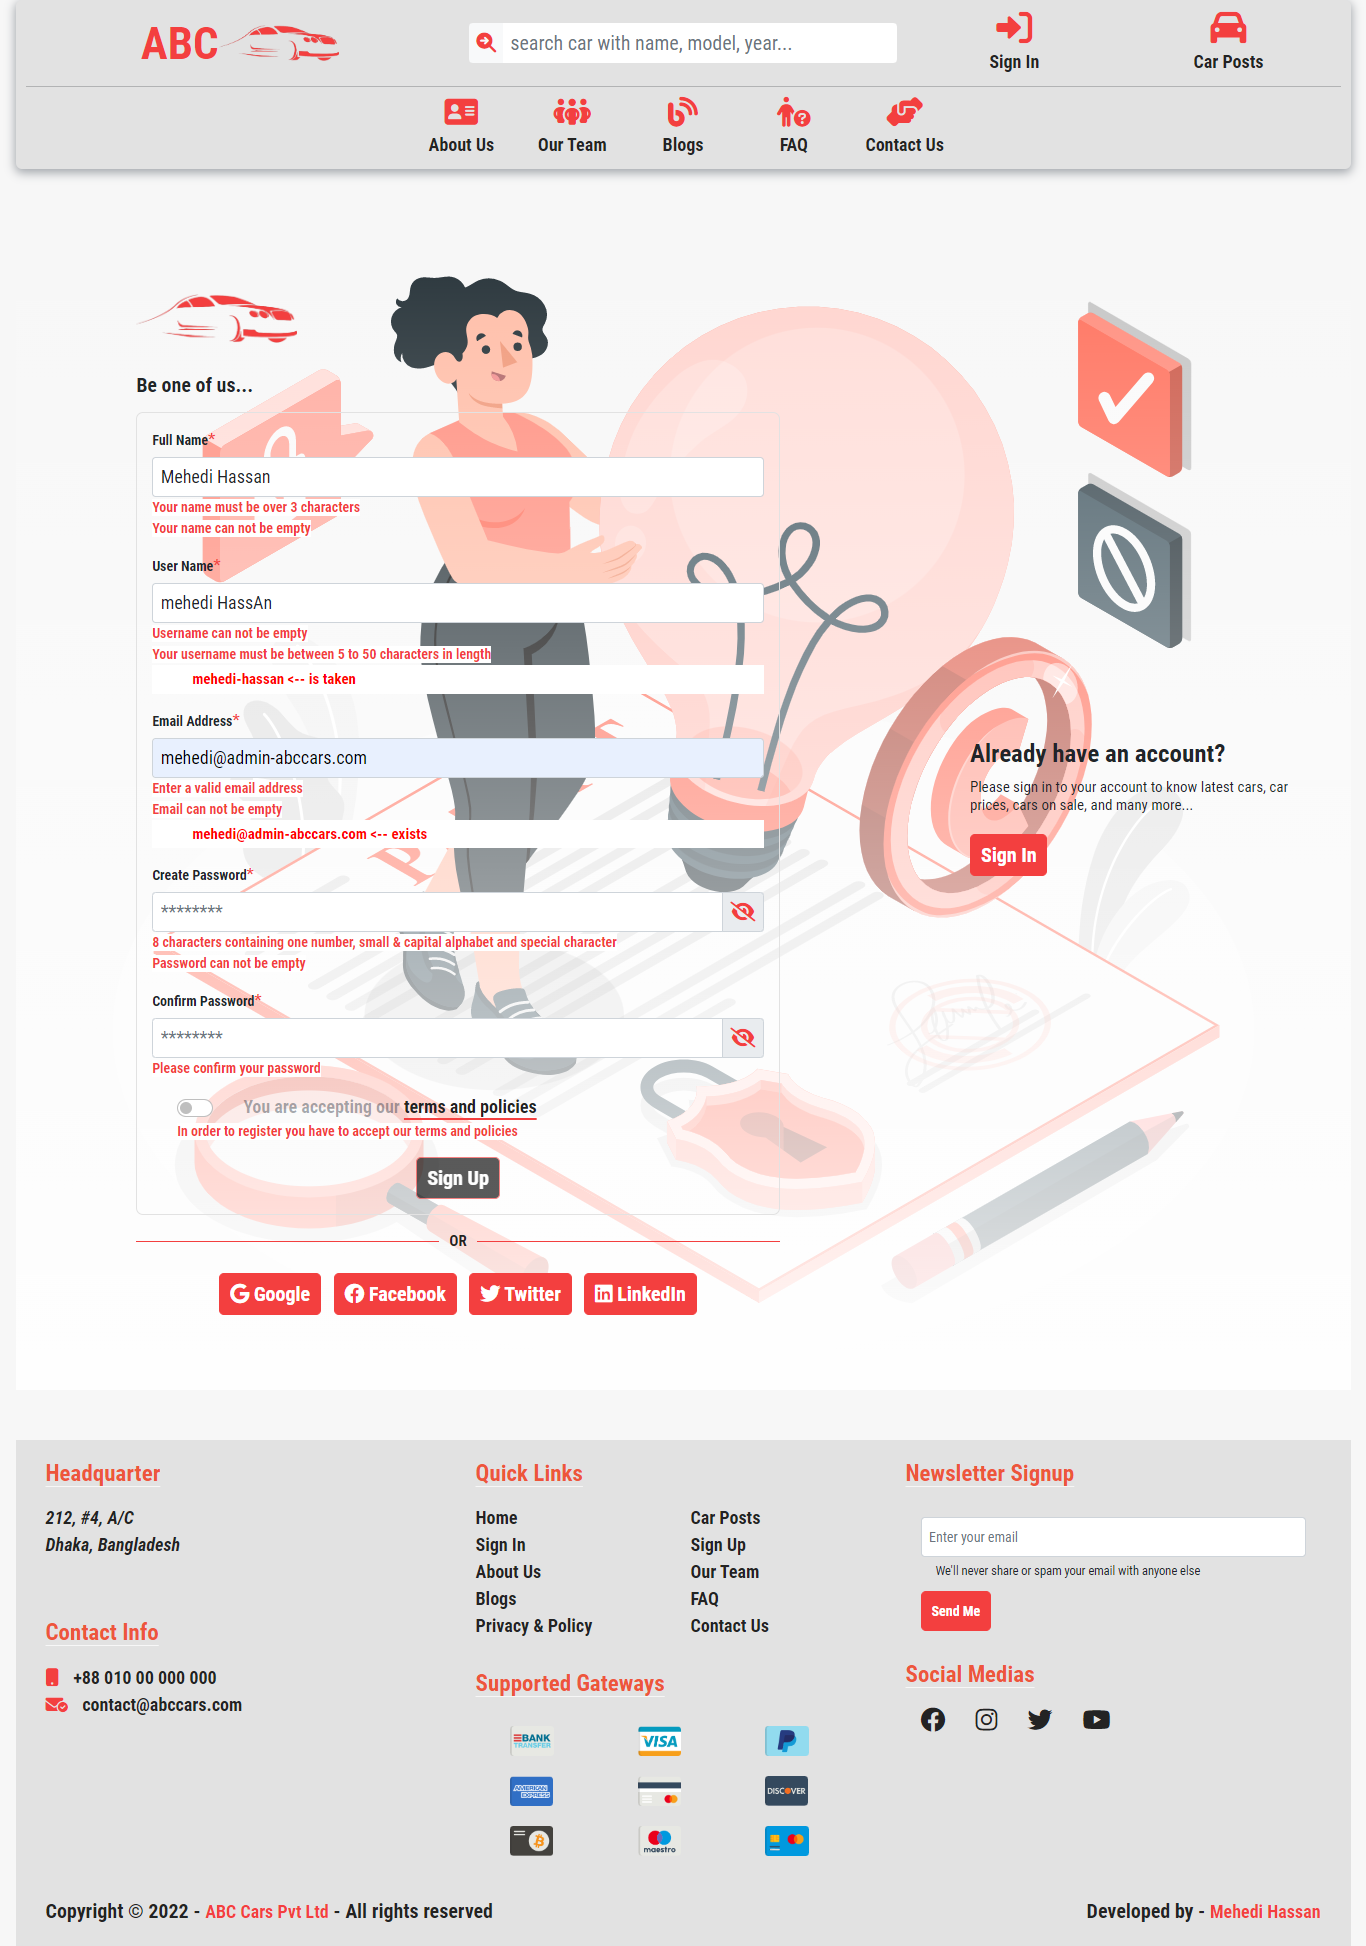 ABC
search car with name, model, year...
Sign In
Car Posts
About Us
Our Team
Blogs
FAQ
Contact Us
Be one of us...
Full Name*
Mehedi Hassan
Your name must be over 3 characters
Your name can not be empty
User Name*
mehedi HassAn
Username can not be empty
Your username must be between 5 to 50 characters in length
mehedi-hassan <-- is taken
Email Address*
mehedi@admin-abccars.com
Enter a valid email address
Email can not be empty
mehedi@admin-abccars.com <-- exists
Create Password*
********
8 characters containing one number, small & capital alphabet and special character
Password can not be empty
Confirm Password*
********
Please confirm your password
You are accepting our terms and policies
In order to register you have to accept our terms and policies
Sign Up
OR
Google
Facebook
Twitter
LinkedIn
Already have an account?
Please sign in to your account to know latest cars, car
prices, cars on sale, and many more...
Sign In
Headquarter
212, #4, A/C
Dhaka, Bangladesh
Contact Info
+88 010 00 000 000
contact@abccars.com
Quick Links
Home
Car Posts
Sign In
Sign Up
About Us
Our Team
Blogs
FAQ
Privacy & Policy
Contact Us
Supported Gateways
BANK
TRANSFER
VISA
AMERICAN
EXPRESS
DISCOVER
maestro
Newsletter Signup
Enter your email
We'll never share or spam your email with anyone else
Send Me
Social Medias
Copyright © 2022 - ABC Cars Pvt Ltd - All rights reserved
Developed by - Mehedi Hassan